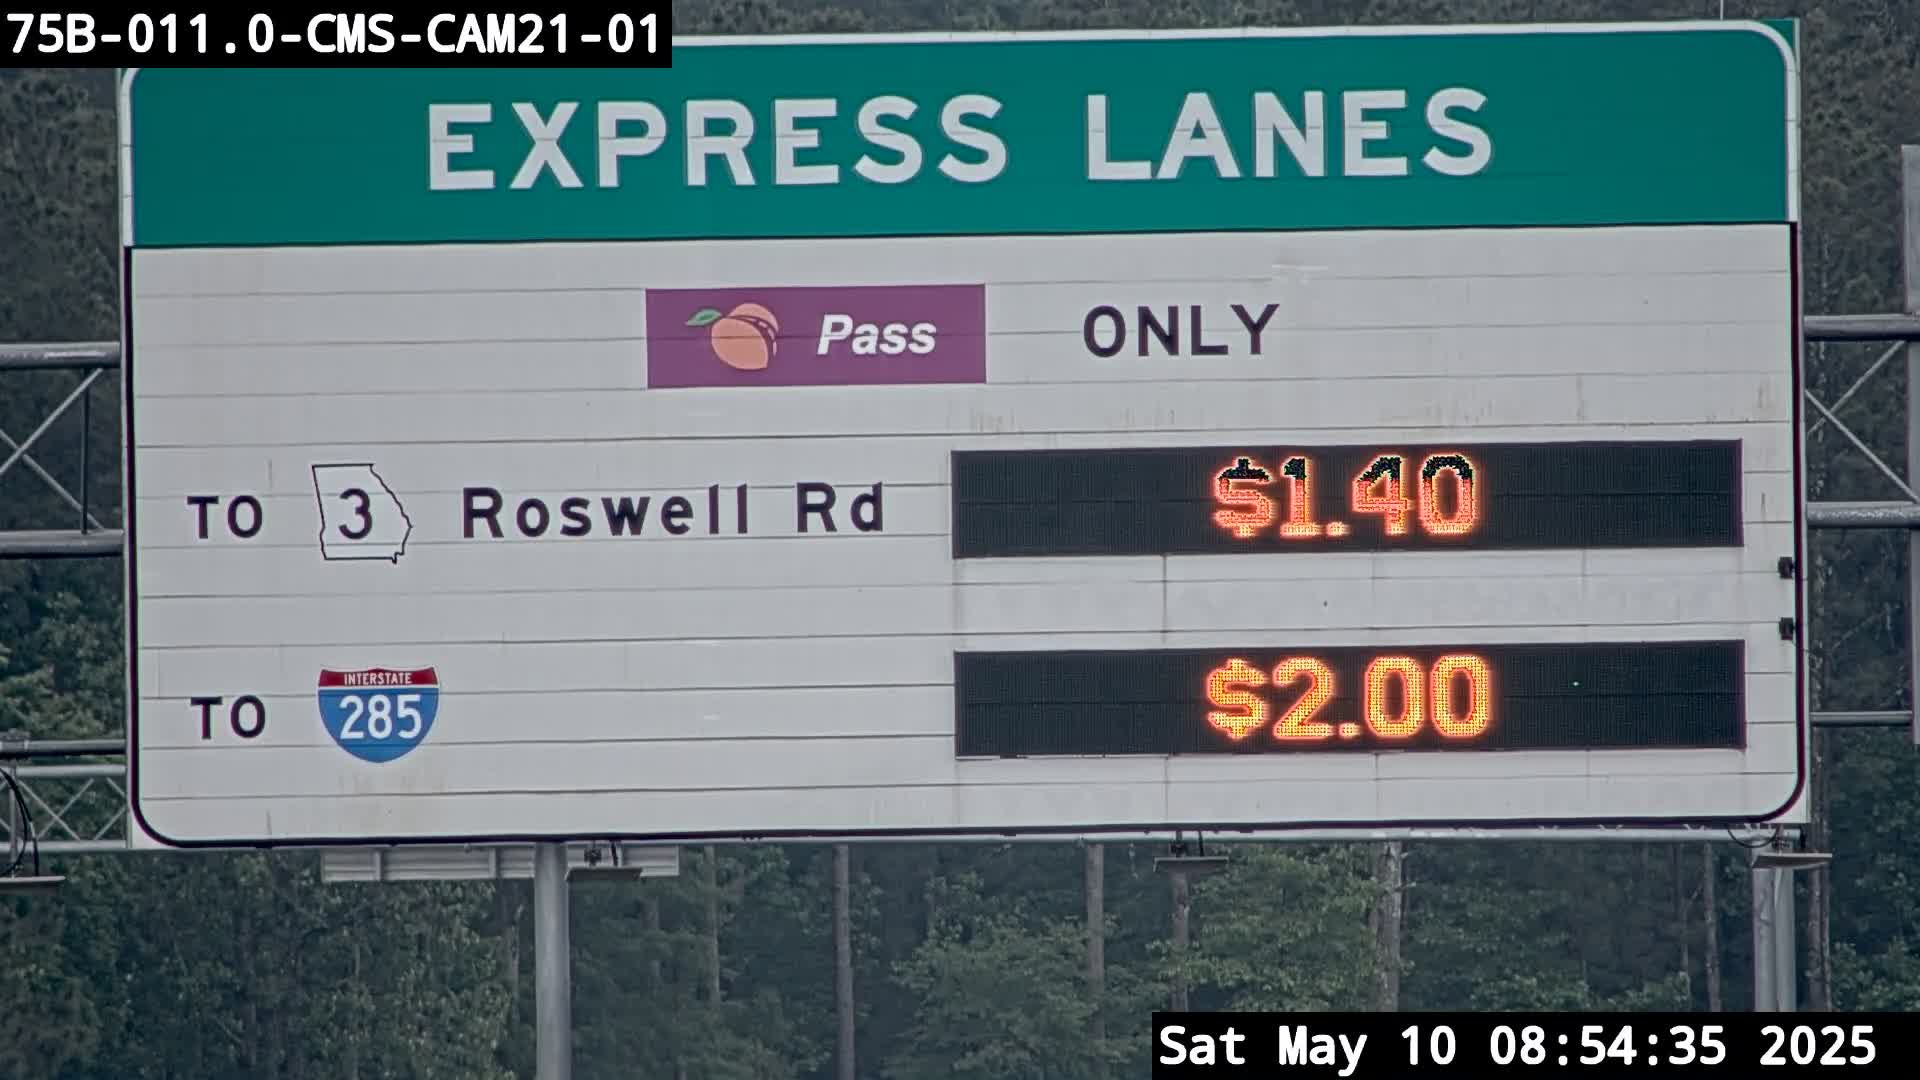 75B-011.0-CMS-CAM21-01
EXPRESS LANES
Pass ONLY
TO 3 Roswell Rd $1.40
INTERSTATE
TO 285 $2.00
Sat May 10 08:54:35 2025